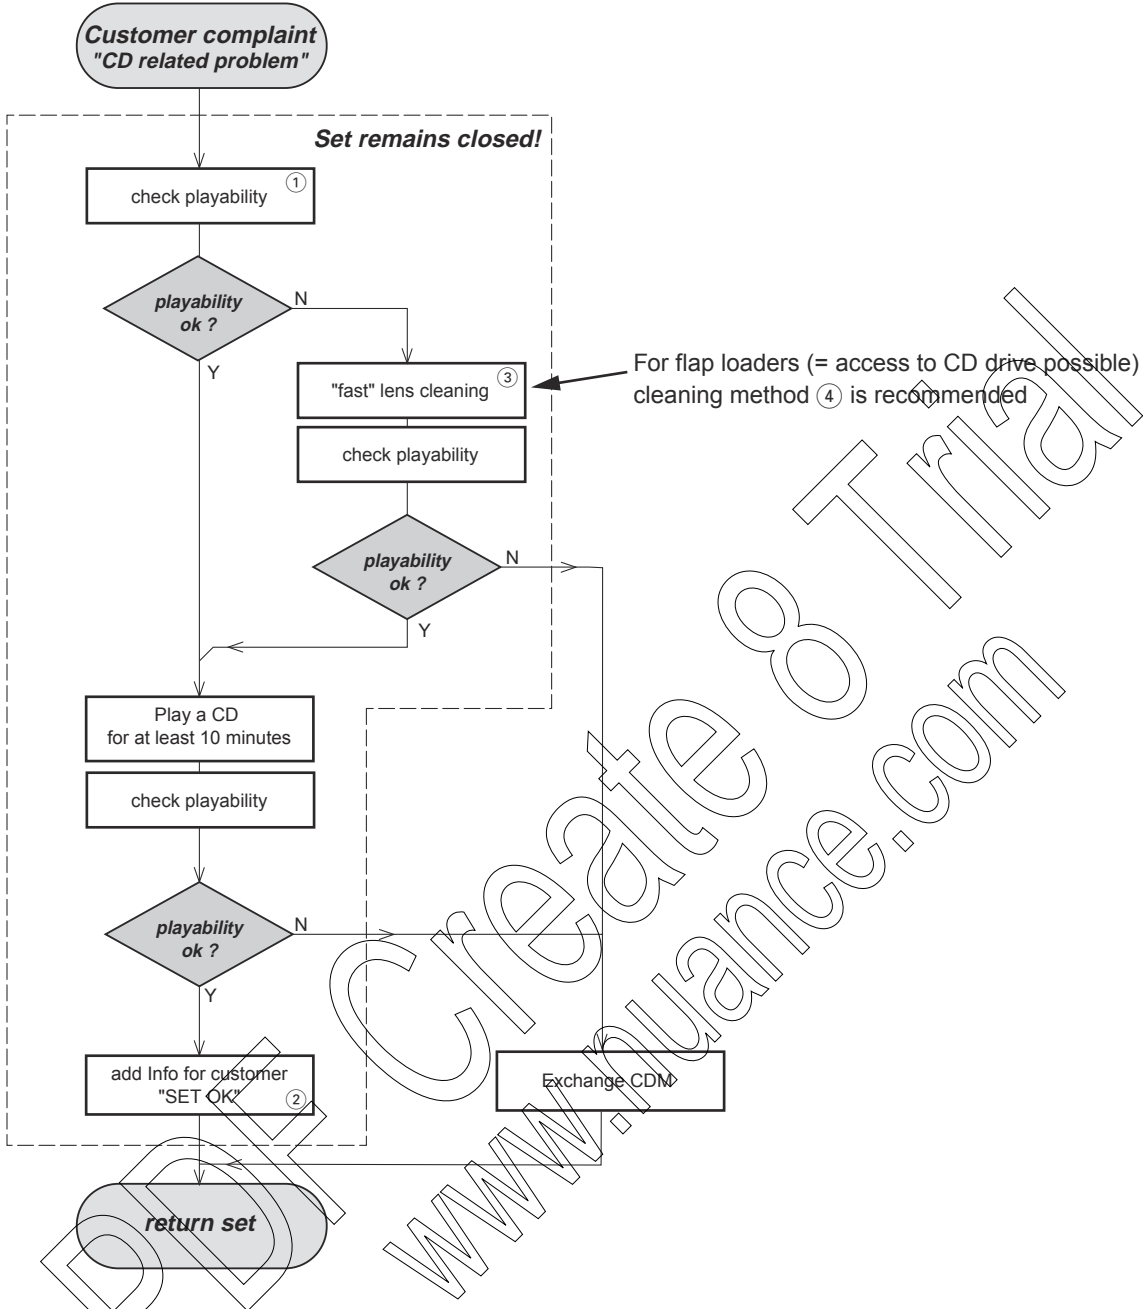 Customer complaint
"CD related problem"
Set remains closed!
check playability ①
playability
ok ?
N
Y
"fast" lens cleaning ③
For flap loaders (= access to CD drive possible)
cleaning method ④ is recommended
check playability
playability
ok ?
N
Y
Play a CD
for at least 10 minutes
check playability
playability
ok ?
N
Y
add Info for customer
"SET OK" ②
Exchange CDM
return set
PDF Create 8 Trial
www.nuance.com